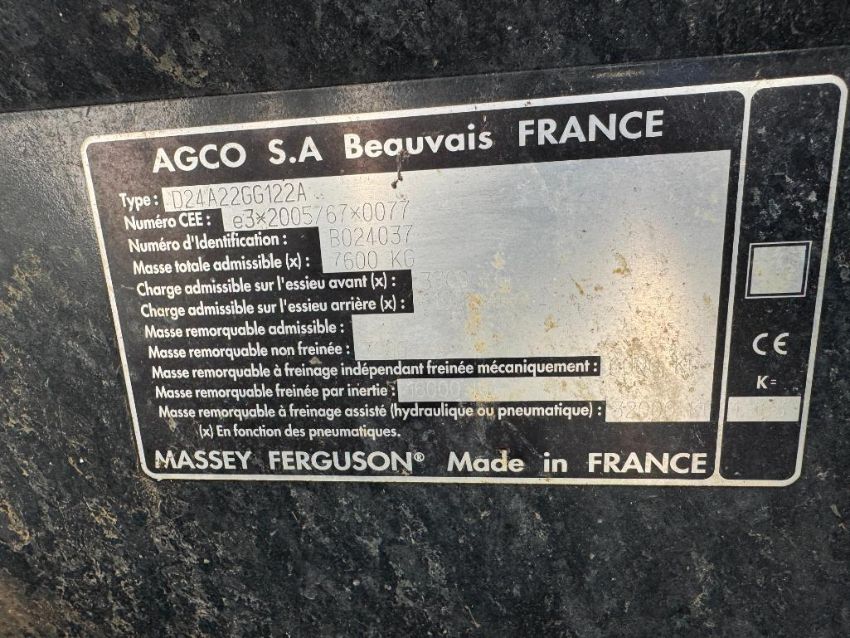 AGCO S.A Beauvais FRANCE
Type : D24A22GG122A
Numéro CEE : e3*2005/67*0077
Numéro d'Identification : B024037
Masse totale admissible (x) : 7600 KG
Charge admissible sur l'essieu avant (x) :
Charge admissible sur l'essieu arrière (x) :
Masse remorquable admissible :
Masse remorquable non freinée :
Masse remorquable à freinage indépendant freinée mécaniquement :
Masse remorquable freinée par inertie :
Masse remorquable à freinage assisté (hydraulique ou pneumatique) :
(x) En fonction des pneumatiques.
MASSEY FERGUSON® Made in FRANCE
CE
K=